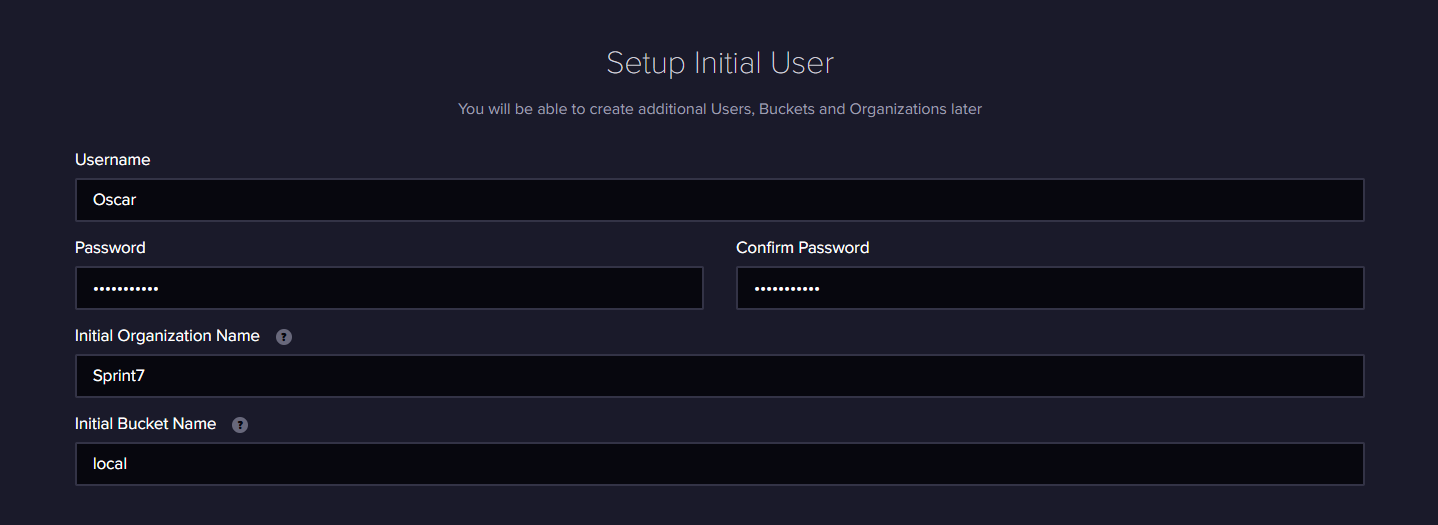 Setup Initial User
You will be able to create additional Users, Buckets and Organizations later
Username
Oscar
Password
Confirm Password
•••••••••••
•••••••••••
Initial Organization Name ?
Sprint7
Initial Bucket Name ?
local